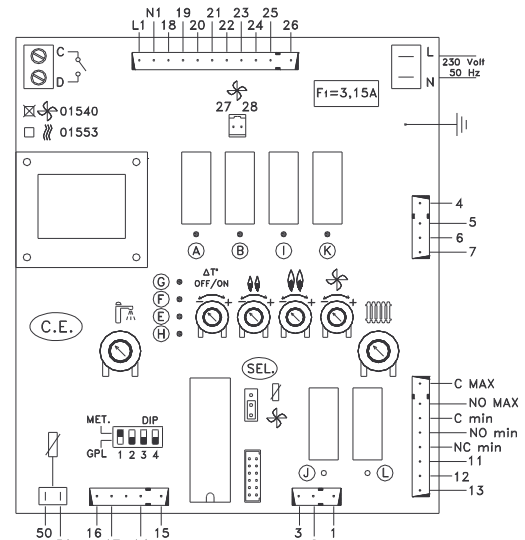 N1 19 21 23 25
L1 18 20 22 24 26
C
D
L
230 Volt
50 Hz
N
01540
01553
27 28
F1=3,15A
4
5
6
7
A B I K
G
F
E
H
ΔT°
OFF/ON
- + - + - + - +
C.E.
SEL.
C MAX
NO MAX
C min
NO min
NC min
11
12
13
MET. DIP
GPL 1 2 3 4
J L
50 16 15 3 1